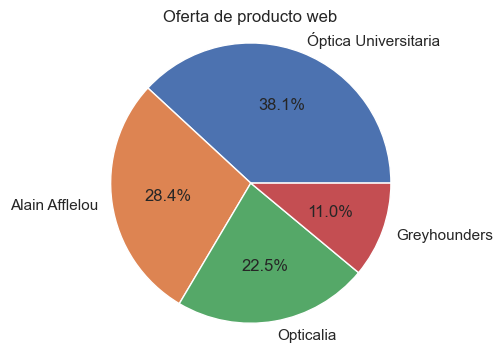 Oferta de producto web
Óptica Universitaria
38.1%
28.4%
Alain Afflelou
11.0%
Greyhounders
22.5%
Opticalia